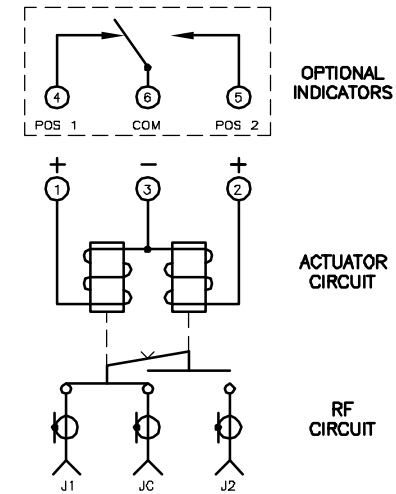 OPTIONAL
INDICATORS
4 6 5
POS 1 COM POS 2
+ − +
1 3 2
ACTUATOR
CIRCUIT
RF
CIRCUIT
J1 JC J2